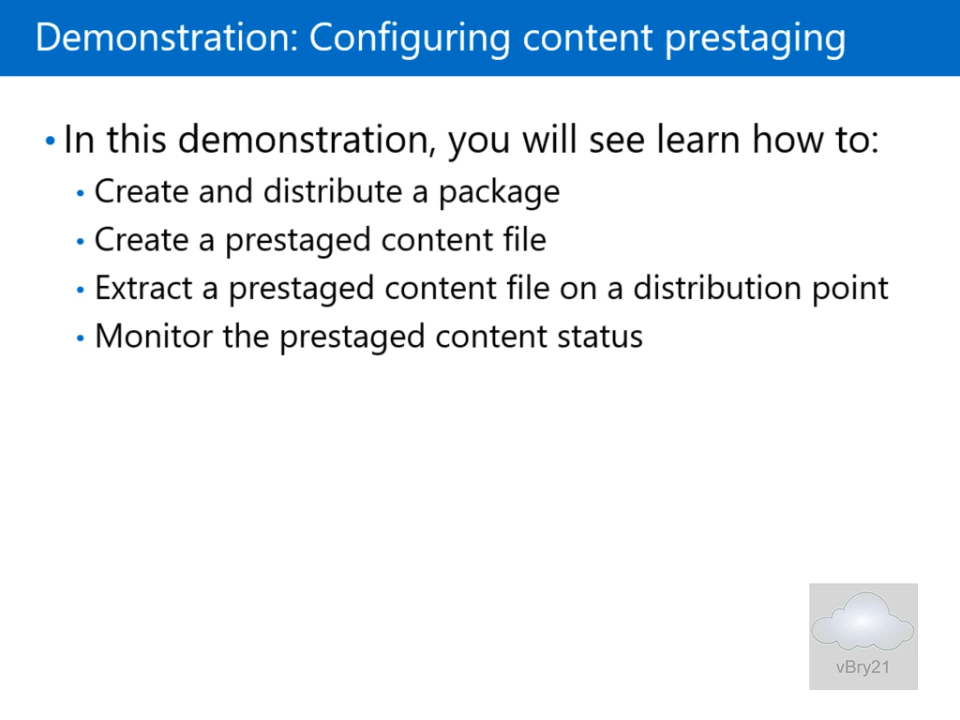 Demonstration: Configuring content prestaging
• In this demonstration, you will see learn how to:
• Create and distribute a package
• Create a prestaged content file
• Extract a prestaged content file on a distribution point
• Monitor the prestaged content status
vBry21